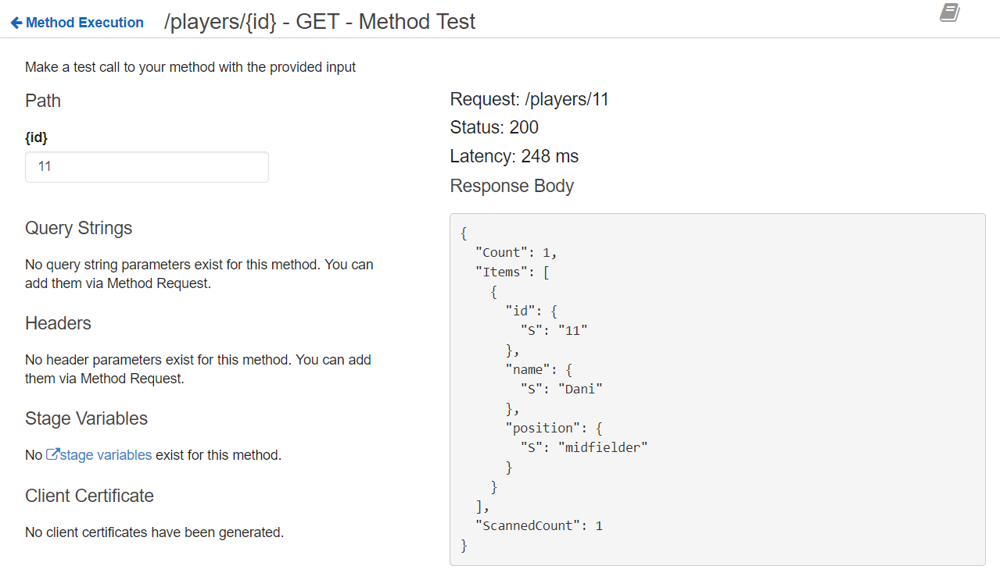 Method Execution /players/{id} - GET - Method Test
Make a test call to your method with the provided input
Path
{id}
11
Query Strings
No query string parameters exist for this method. You can
add them via Method Request.
Headers
No header parameters exist for this method. You can add
them via Method Request.
Stage Variables
No stage variables exist for this method.
Client Certificate
No client certificates have been generated.
Request: /players/11
Status: 200
Latency: 248 ms
Response Body
{
  "Count": 1,
  "Items": [
    {
      "id": {
        "S": "11"
      },
      "name": {
        "S": "Dani"
      },
      "position": {
        "S": "midfielder"
      }
    }
  ],
  "ScannedCount": 1
}